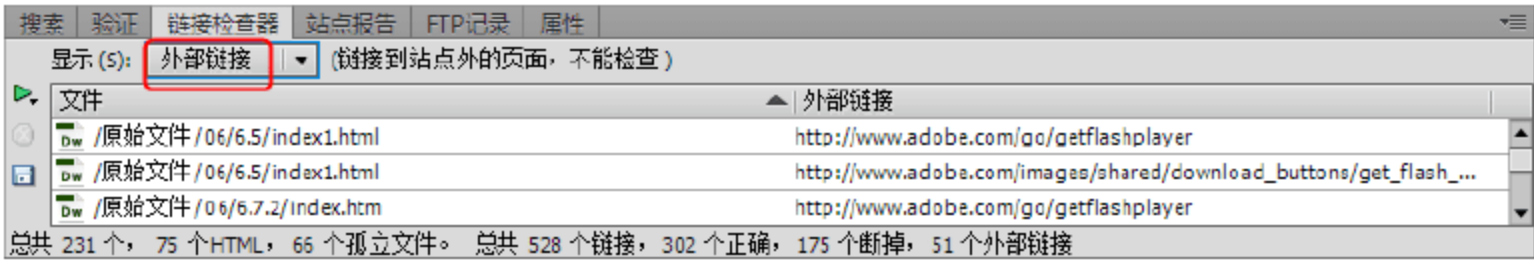 搜索 验证 链接检查器 站点报告 FTP记录 属性
显示(S): 外部链接 (链接到站点外的页面，不能检查)
文件 外部链接
/原始文件/06/6.5/index1.html http://www.adobe.com/go/getflashplayer
/原始文件/06/6.5/index1.html http://www.adobe.com/images/shared/download_buttons/get_flash_...
/原始文件/06/6.7.2/index.htm http://www.adobe.com/go/getflashplayer
总共 231 个， 75 个HTML， 66 个孤立文件。 总共 528 个链接，302 个正确，175 个断掉，51 个外部链接